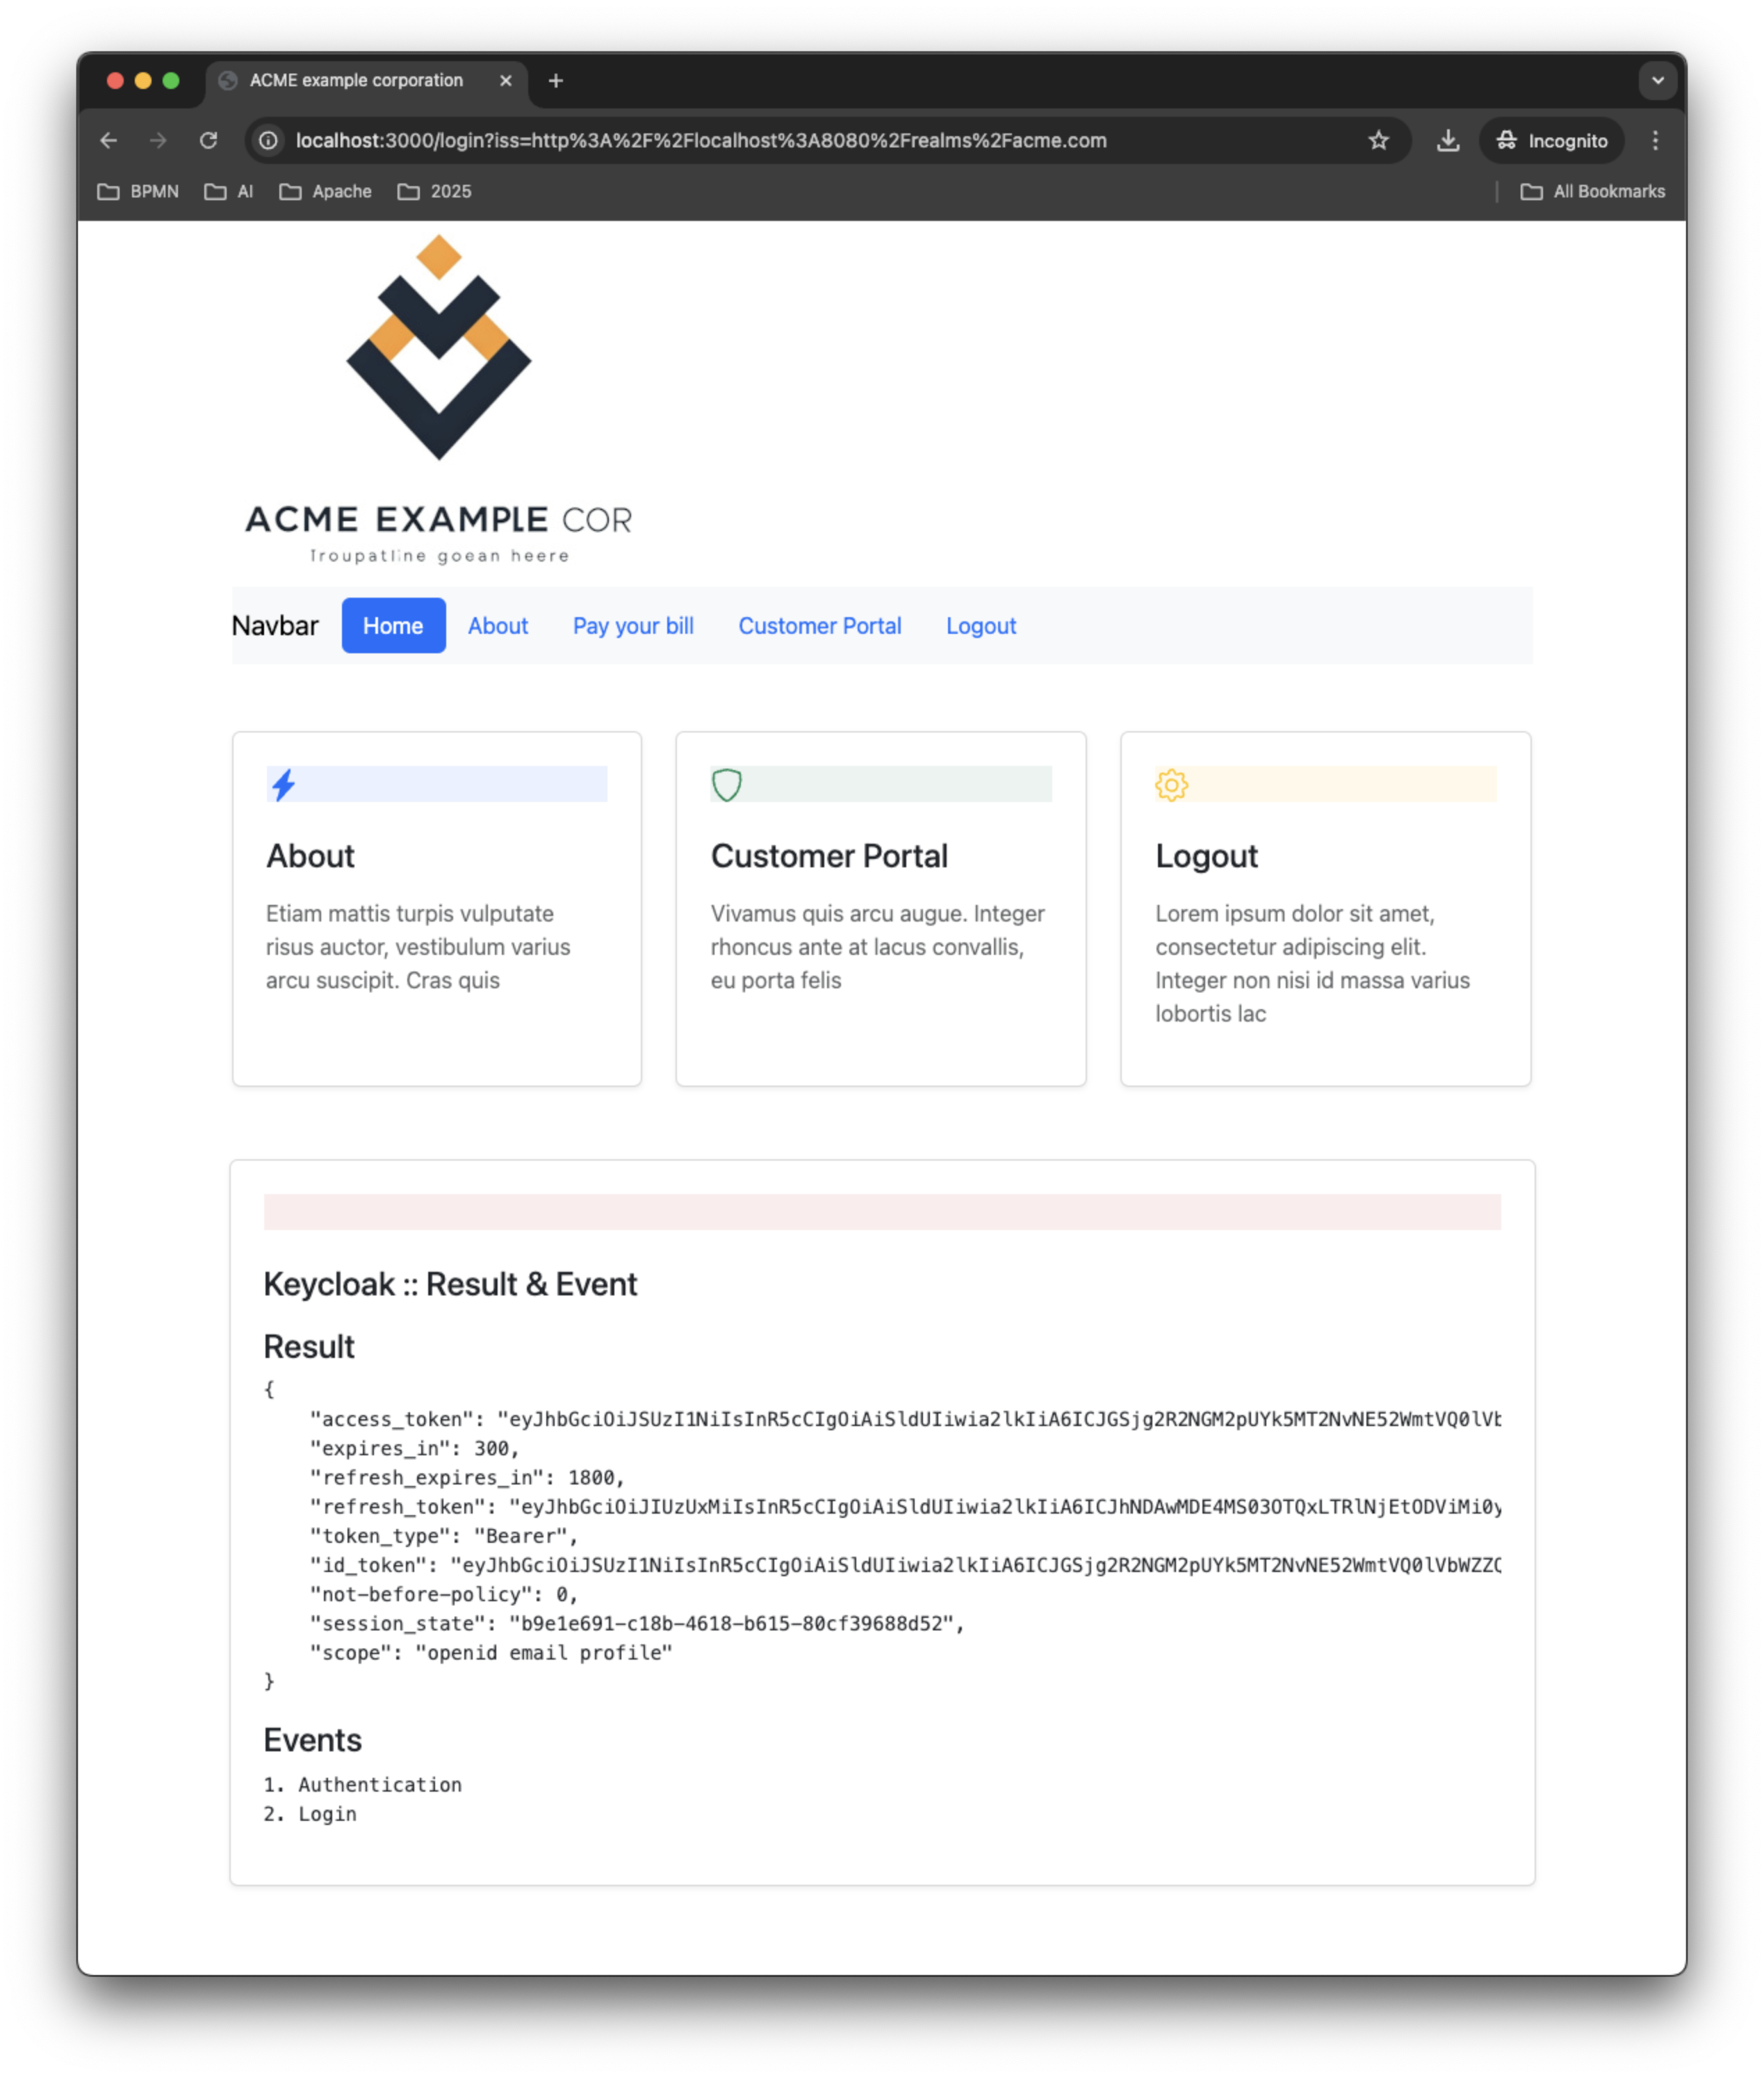 ACME example corporation
localhost:3000/login?iss=http%3A%2F%2Flocalhost%3A8080%2Frealms%2Facme.com
Incognito
BPMN AI Apache 2025 All Bookmarks
ACME EXAMPLE COR
Troupatline goean heere
Navbar Home About Pay your bill Customer Portal Logout
About
Etiam mattis turpis vulputate
risus auctor, vestibulum varius
arcu suscipit. Cras quis
Customer Portal
Vivamus quis arcu augue. Integer
rhoncus ante at lacus convallis,
eu porta felis
Logout
Lorem ipsum dolor sit amet,
consectetur adipiscing elit.
Integer non nisi id massa varius
lobortis lac
Keycloak :: Result & Event
Result
{
"access_token": "eyJhbGciOiJSUzI1NiIsInR5cCIgOiAiSldUIiwia2lkIiA6ICJGSjg2R2NGM2pUYk5MT2NvNE52WmtVQ0lVb
"expires_in": 300,
"refresh_expires_in": 1800,
"refresh_token": "eyJhbGciOiJIUzUxMiIsInR5cCIgOiAiSldUIiwia2lkIiA6ICJhNDAwMDE4MS03OTQxLTRlNjEtODViMi0y
"token_type": "Bearer",
"id_token": "eyJhbGciOiJSUzI1NiIsInR5cCIgOiAiSldUIiwia2lkIiA6ICJGSjg2R2NGM2pUYk5MT2NvNE52WmtVQ0lVbWZZQ
"not-before-policy": 0,
"session_state": "b9e1e691-c18b-4618-b615-80cf39688d52",
"scope": "openid email profile"
}
Events
1. Authentication
2. Login